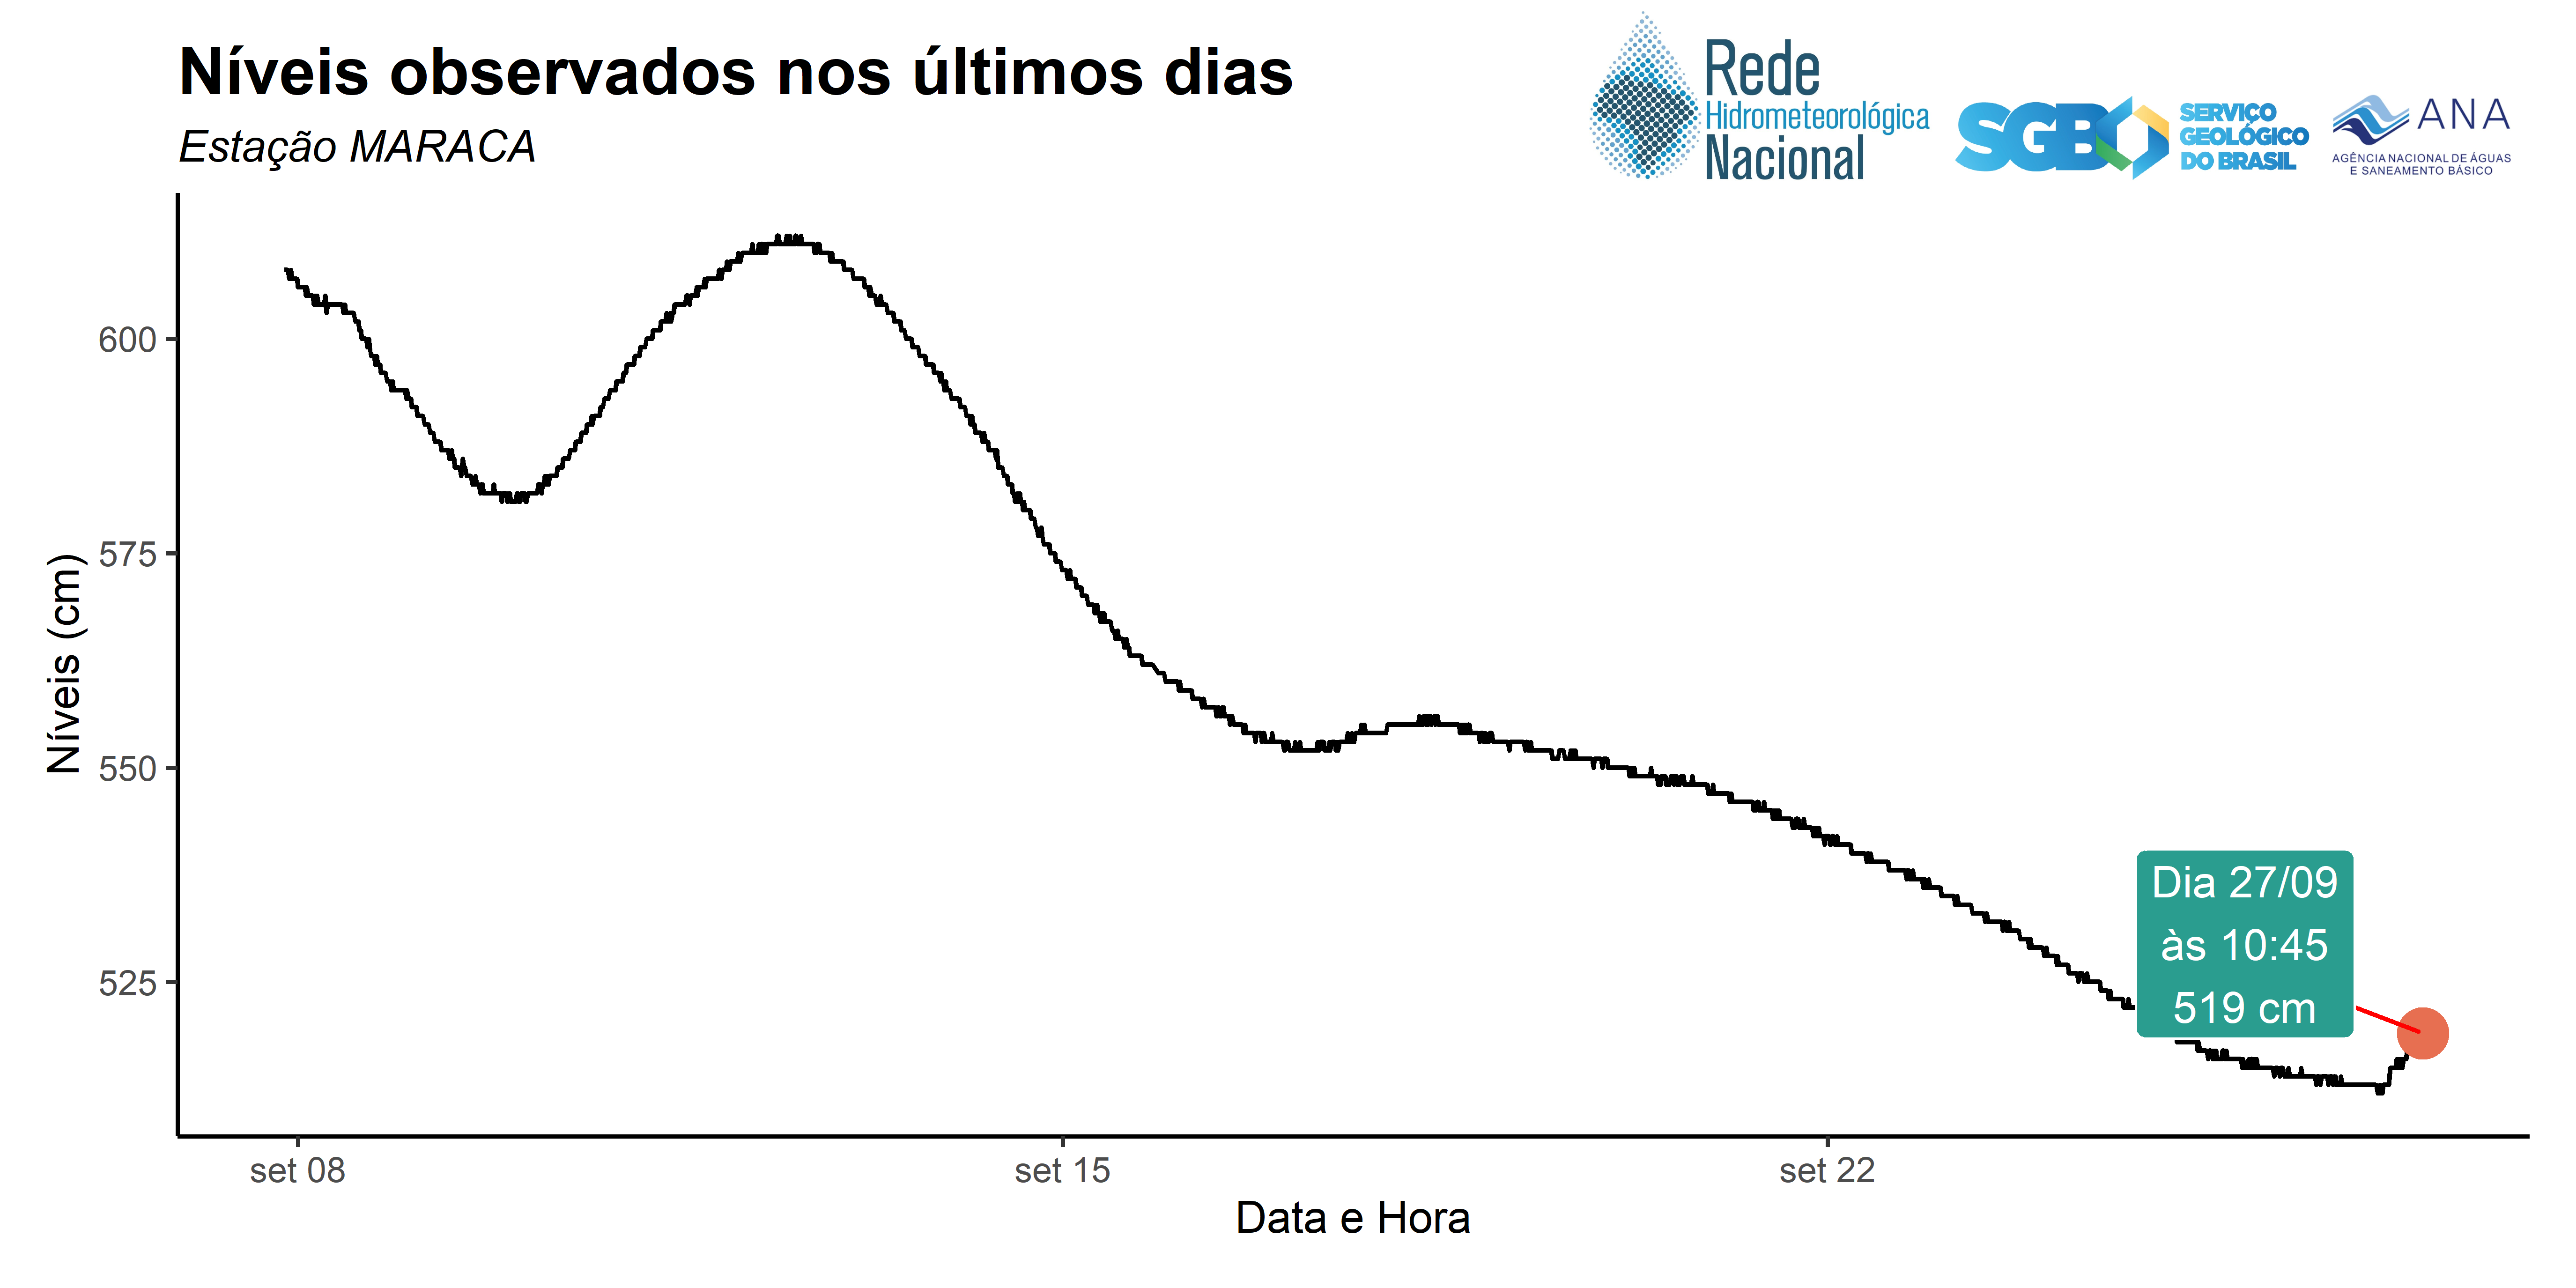 Níveis observados nos últimos dias
Estação MARACA
Rede
Hidrometeorológica
Nacional
SGB
SERVIÇO
GEOLÓGICO
DO BRASIL
ANA
AGÊNCIA NACIONAL DE ÁGUAS
E SANEAMENTO BÁSICO
Níveis (cm)
600
575
550
525
Dia 27/09
às 10:45
519 cm
set 08
set 15
set 22
Data e Hora